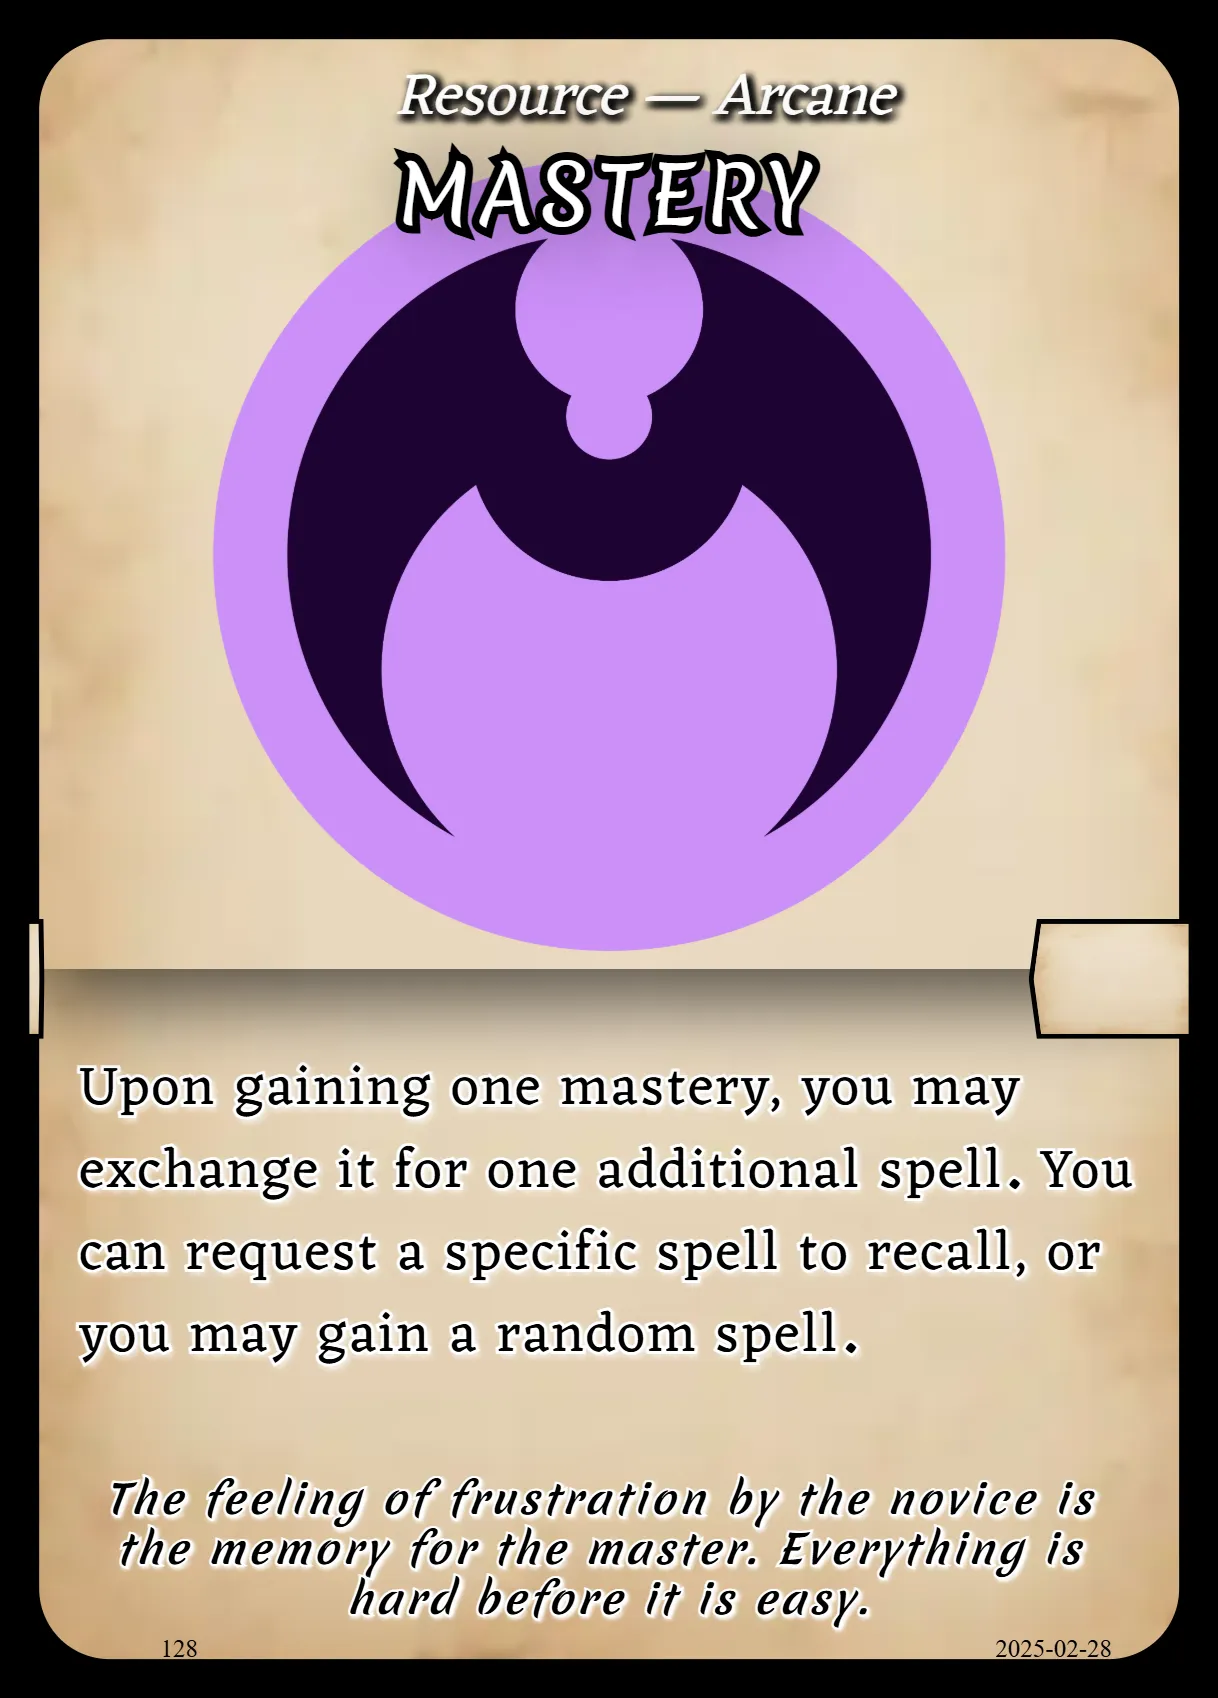 Resource — Arcane
MASTERY
Upon gaining one mastery, you may
exchange it for one additional spell. You
can request a specific spell to recall, or
you may gain a random spell.
The feeling of frustration by the novice is
the memory for the master. Everything is
hard before it is easy.
128
2025-02-28